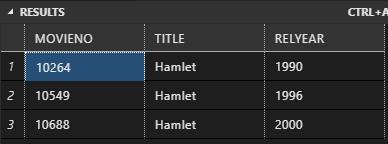 RESULTS CTRL+A
MOVIENO TITLE RELYEAR
1 10264 Hamlet 1990
2 10549 Hamlet 1996
3 10688 Hamlet 2000